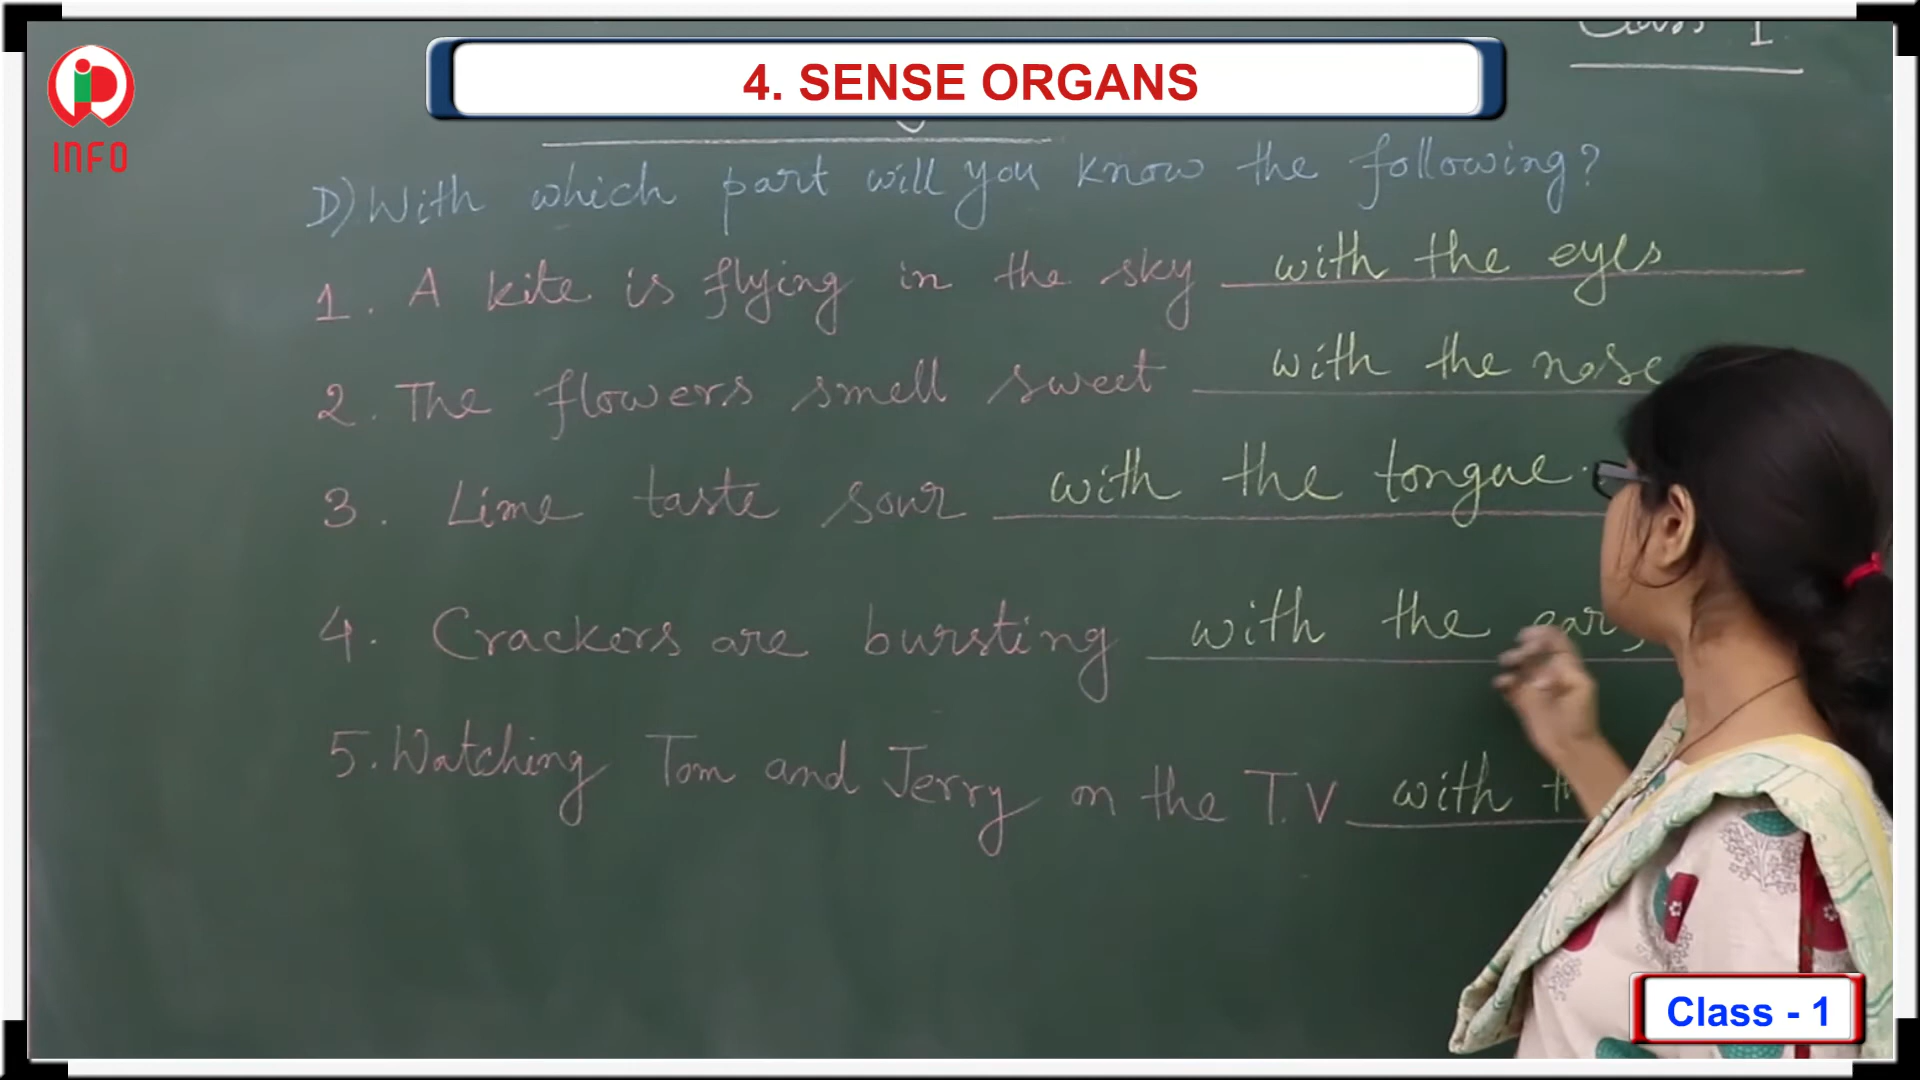 Class I
4. SENSE ORGANS
INFO
D) With which part will you know the following?
1. A kite is flying in the sky with the eyes
2. The flowers smell sweet with the nose
3. Lime taste sour with the tongue.
4. Crackers are bursting with the ears
5. Watching Tom and Jerry on the T.V with
Class - 1